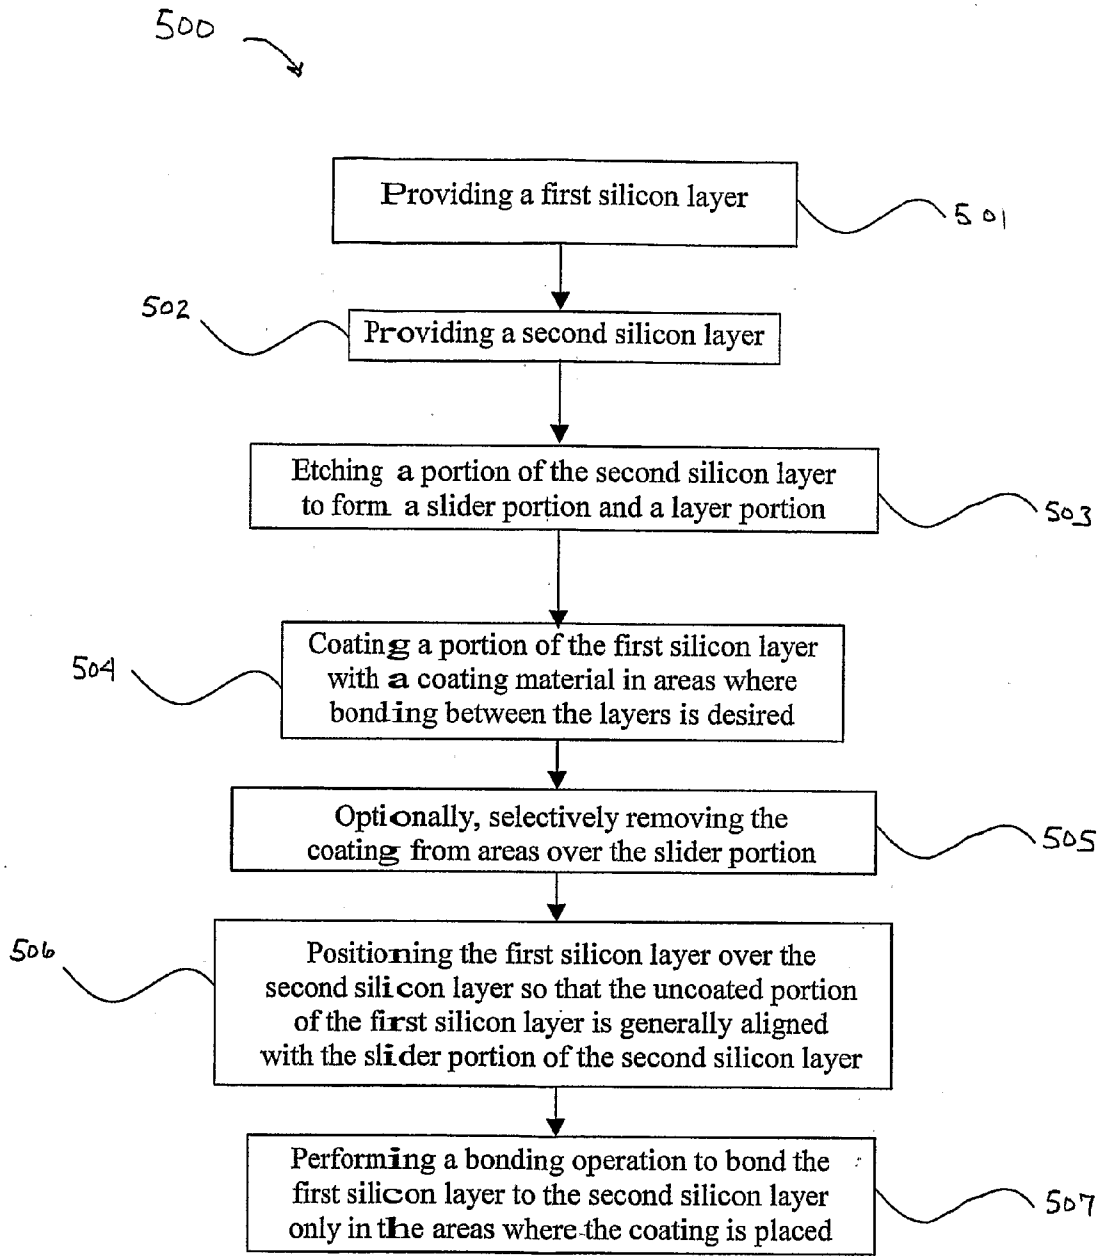 500
Providing a first silicon layer
501
502
Providing a second silicon layer
Etching a portion of the second silicon layer
to form a slider portion and a layer portion
503
504
Coating a portion of the first silicon layer
with a coating material in areas where
bonding between the layers is desired
Optionally, selectively removing the
coating from areas over the slider portion
505
506
Positioning the first silicon layer over the
second silicon layer so that the uncoated portion
of the first silicon layer is generally aligned
with the slider portion of the second silicon layer
Performing a bonding operation to bond the
first silicon layer to the second silicon layer
only in the areas where the coating is placed
507